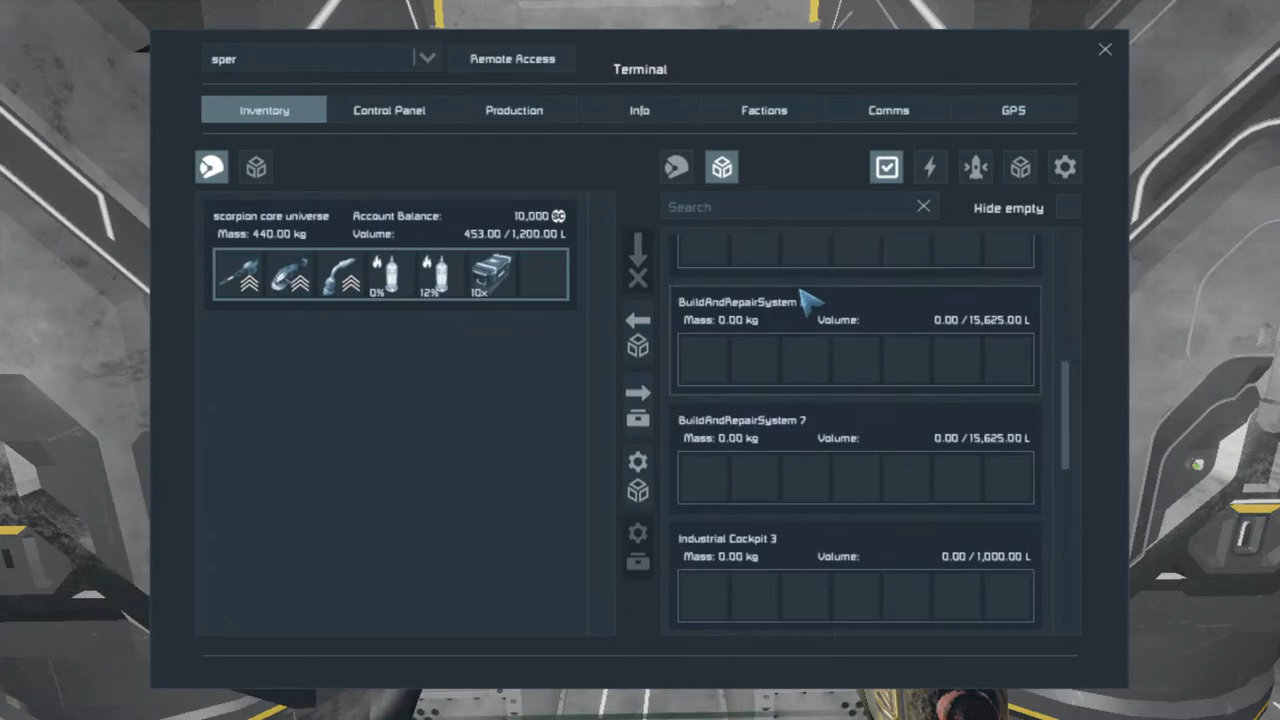 sper
Remote Access
Terminal
Inventory
Control Panel
Production
Info
Factions
Comms
GPS
scorpion core universe
Account Balance:
10,000 SC
Mass: 440.00 kg
Volume:
453.00 / 1,200.00 L
0%
12%
10x
Search
Hide empty
BuildAndRepairSystem
Mass: 0.00 kg
Volume:
0.00 / 15,625.00 L
BuildAndRepairSystem 7
Mass: 0.00 kg
Volume:
0.00 / 15,625.00 L
Industrial Cockpit 3
Mass: 0.00 kg
Volume:
0.00 / 1,000.00 L